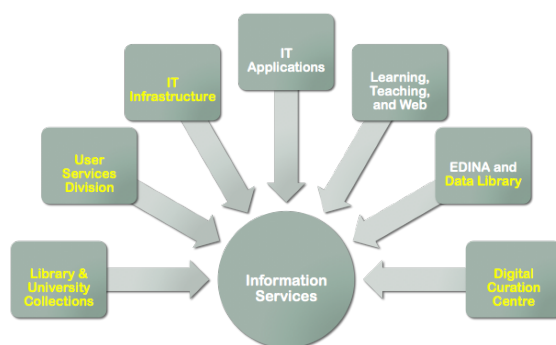 IT
Applications
IT
Infrastructure
Learning,
Teaching,
and Web
User
Services
Division
EDINA and
Data Library
Library &
University
Collections
Information
Services
Digital
Curation
Centre